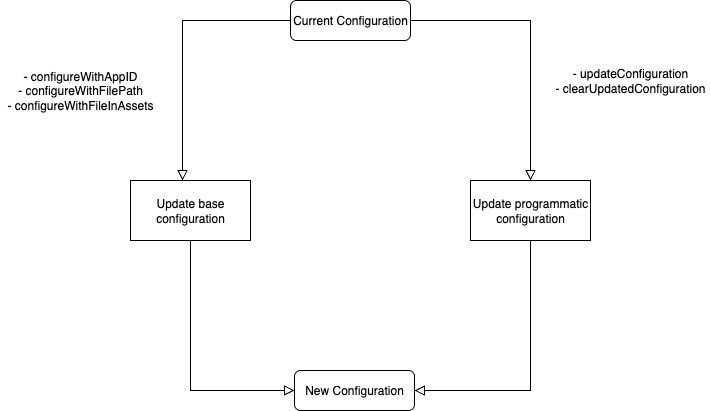 Current Configuration
- configureWithAppID
- configureWithFilePath
- configureWithFileInAssets
- updateConfiguration
- clearUpdatedConfiguration
Update base
configuration
Update programmatic
configuration
New Configuration